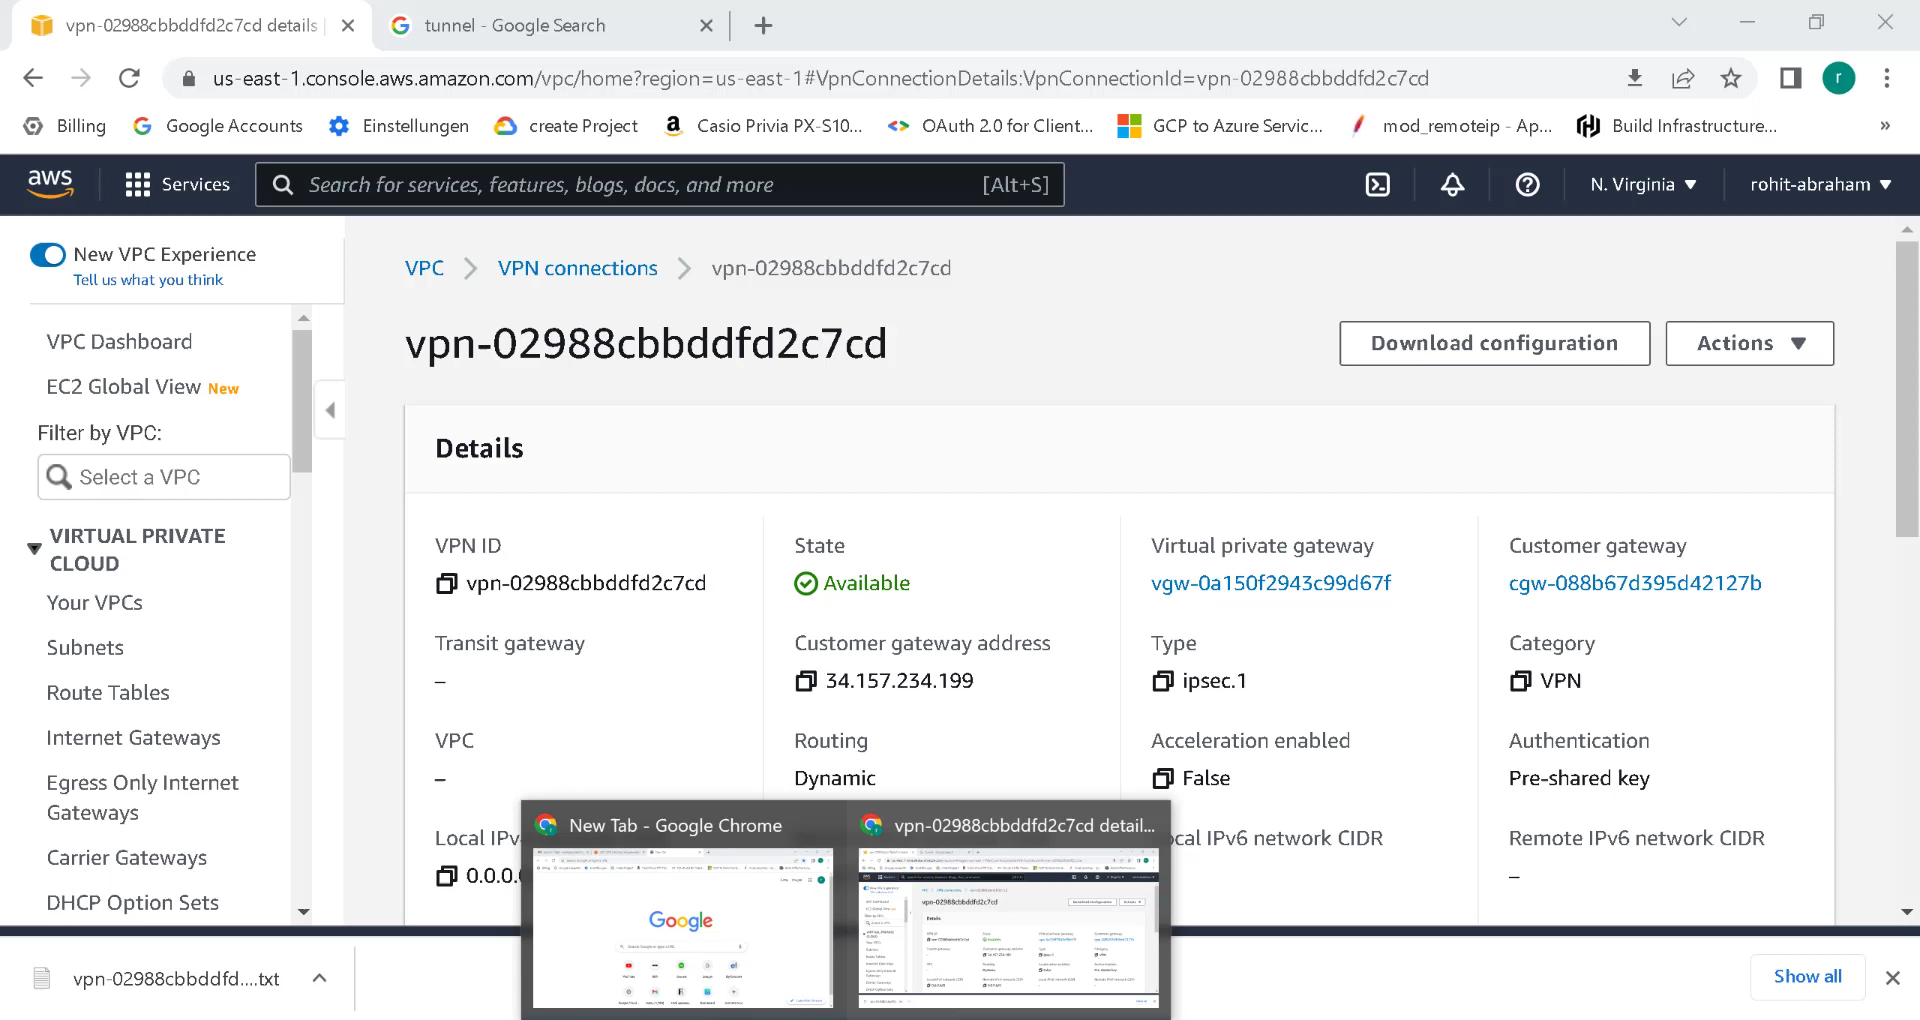 vpn-02988cbbddfd2c7cd details
tunnel - Google Search
us-east-1.console.aws.amazon.com/vpc/home?region=us-east-1#VpnConnectionDetails:VpnConnectionId=vpn-02988cbbddfd2c7cd
r
Billing
Google Accounts
Einstellungen
create Project
Casio Privia PX-S10...
OAuth 2.0 for Client...
GCP to Azure Servic...
mod_remoteip - Ap...
Build Infrastructure...
»
aws
Services
Search for services, features, blogs, docs, and more
[Alt+S]
N. Virginia
rohit-abraham
New VPC Experience
Tell us what you think
VPC Dashboard
EC2 Global View New
Filter by VPC:
Select a VPC
VIRTUAL PRIVATE
CLOUD
Your VPCs
Subnets
Route Tables
Internet Gateways
Egress Only Internet
Gateways
Carrier Gateways
DHCP Option Sets
VPC
VPN connections
vpn-02988cbbddfd2c7cd
vpn-02988cbbddfd2c7cd
Download configuration
Actions
Details
VPN ID
vpn-02988cbbddfd2c7cd
State
Available
Virtual private gateway
vgw-0a150f2943c99d67f
Customer gateway
cgw-088b67d395d42127b
Transit gateway
–
Customer gateway address
34.157.234.199
Type
ipsec.1
Category
VPN
VPC
–
Routing
Dynamic
Acceleration enabled
False
Authentication
Pre-shared key
Local IPv
0.0.0.0
ocal IPv6 network CIDR
Remote IPv6 network CIDR
–
New Tab - Google Chrome
vpn-02988cbbddfd2c7cd detail...
Google
vpn-02988cbbddfd2c7cd
Details
vpn-02988cbbddfd....txt
Show all